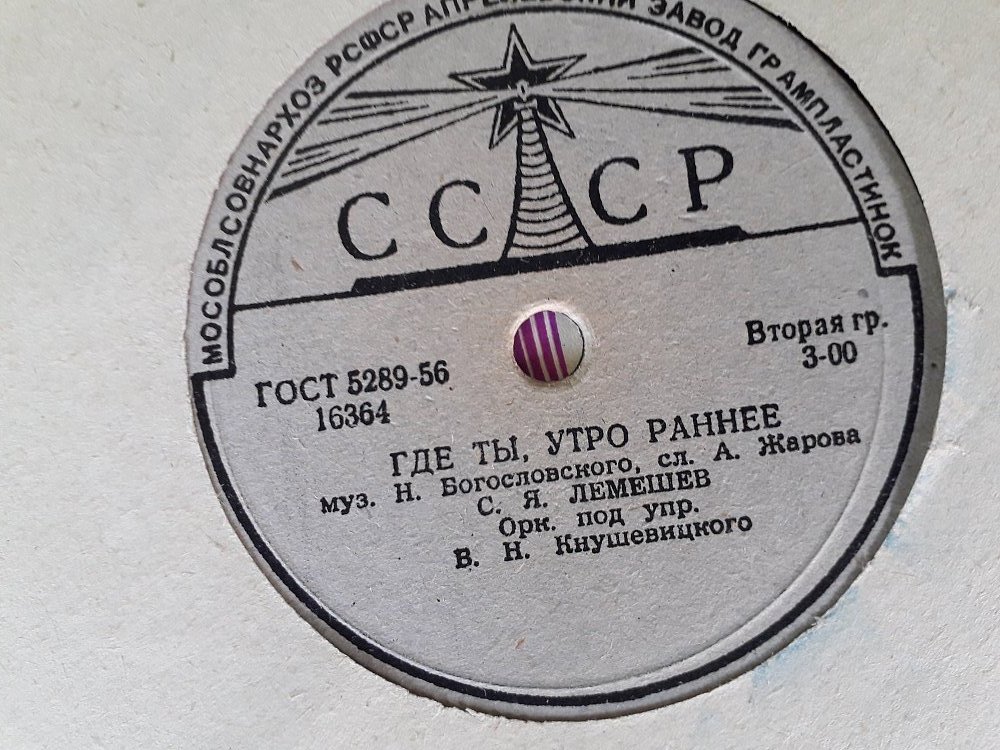 МОСОБЛСОВНАРХОЗ РСФСР АПРЕЛЕВСКИЙ ЗАВОД ГРАМПЛАСТИНОК
СССР
Вторая гр.
3-00
ГОСТ 5289-56
16364
ГДЕ ТЫ, УТРО РАННЕЕ
муз. Н. Богословского, сл. А. Жарова
С. Я. ЛЕМЕШЕВ
Орк. под упр.
В. Н. Кнушевицкого